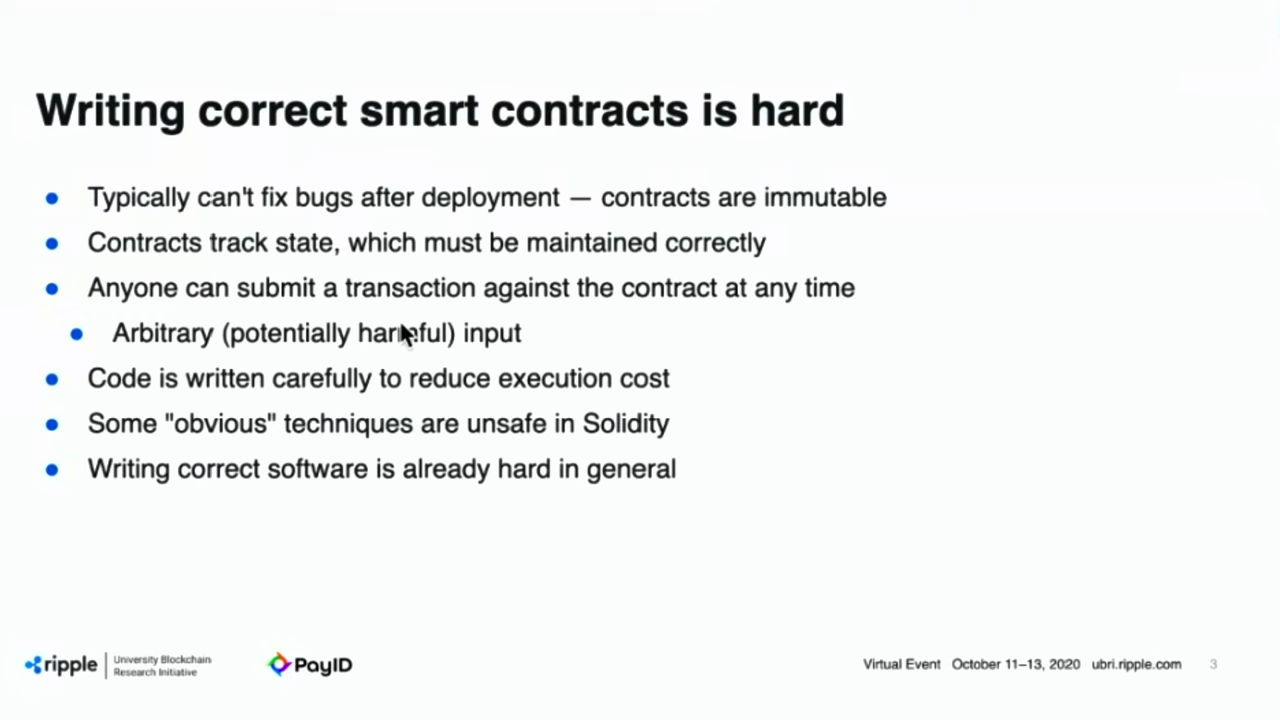 Writing correct smart contracts is hard
Typically can't fix bugs after deployment — contracts are immutable
Contracts track state, which must be maintained correctly
Anyone can submit a transaction against the contract at any time
Arbitrary (potentially harmful) input
Code is written carefully to reduce execution cost
Some "obvious" techniques are unsafe in Solidity
Writing correct software is already hard in general
ripple
University Blockchain
Research Initiative
PayID
Virtual Event October 11–13, 2020 ubri.ripple.com 3